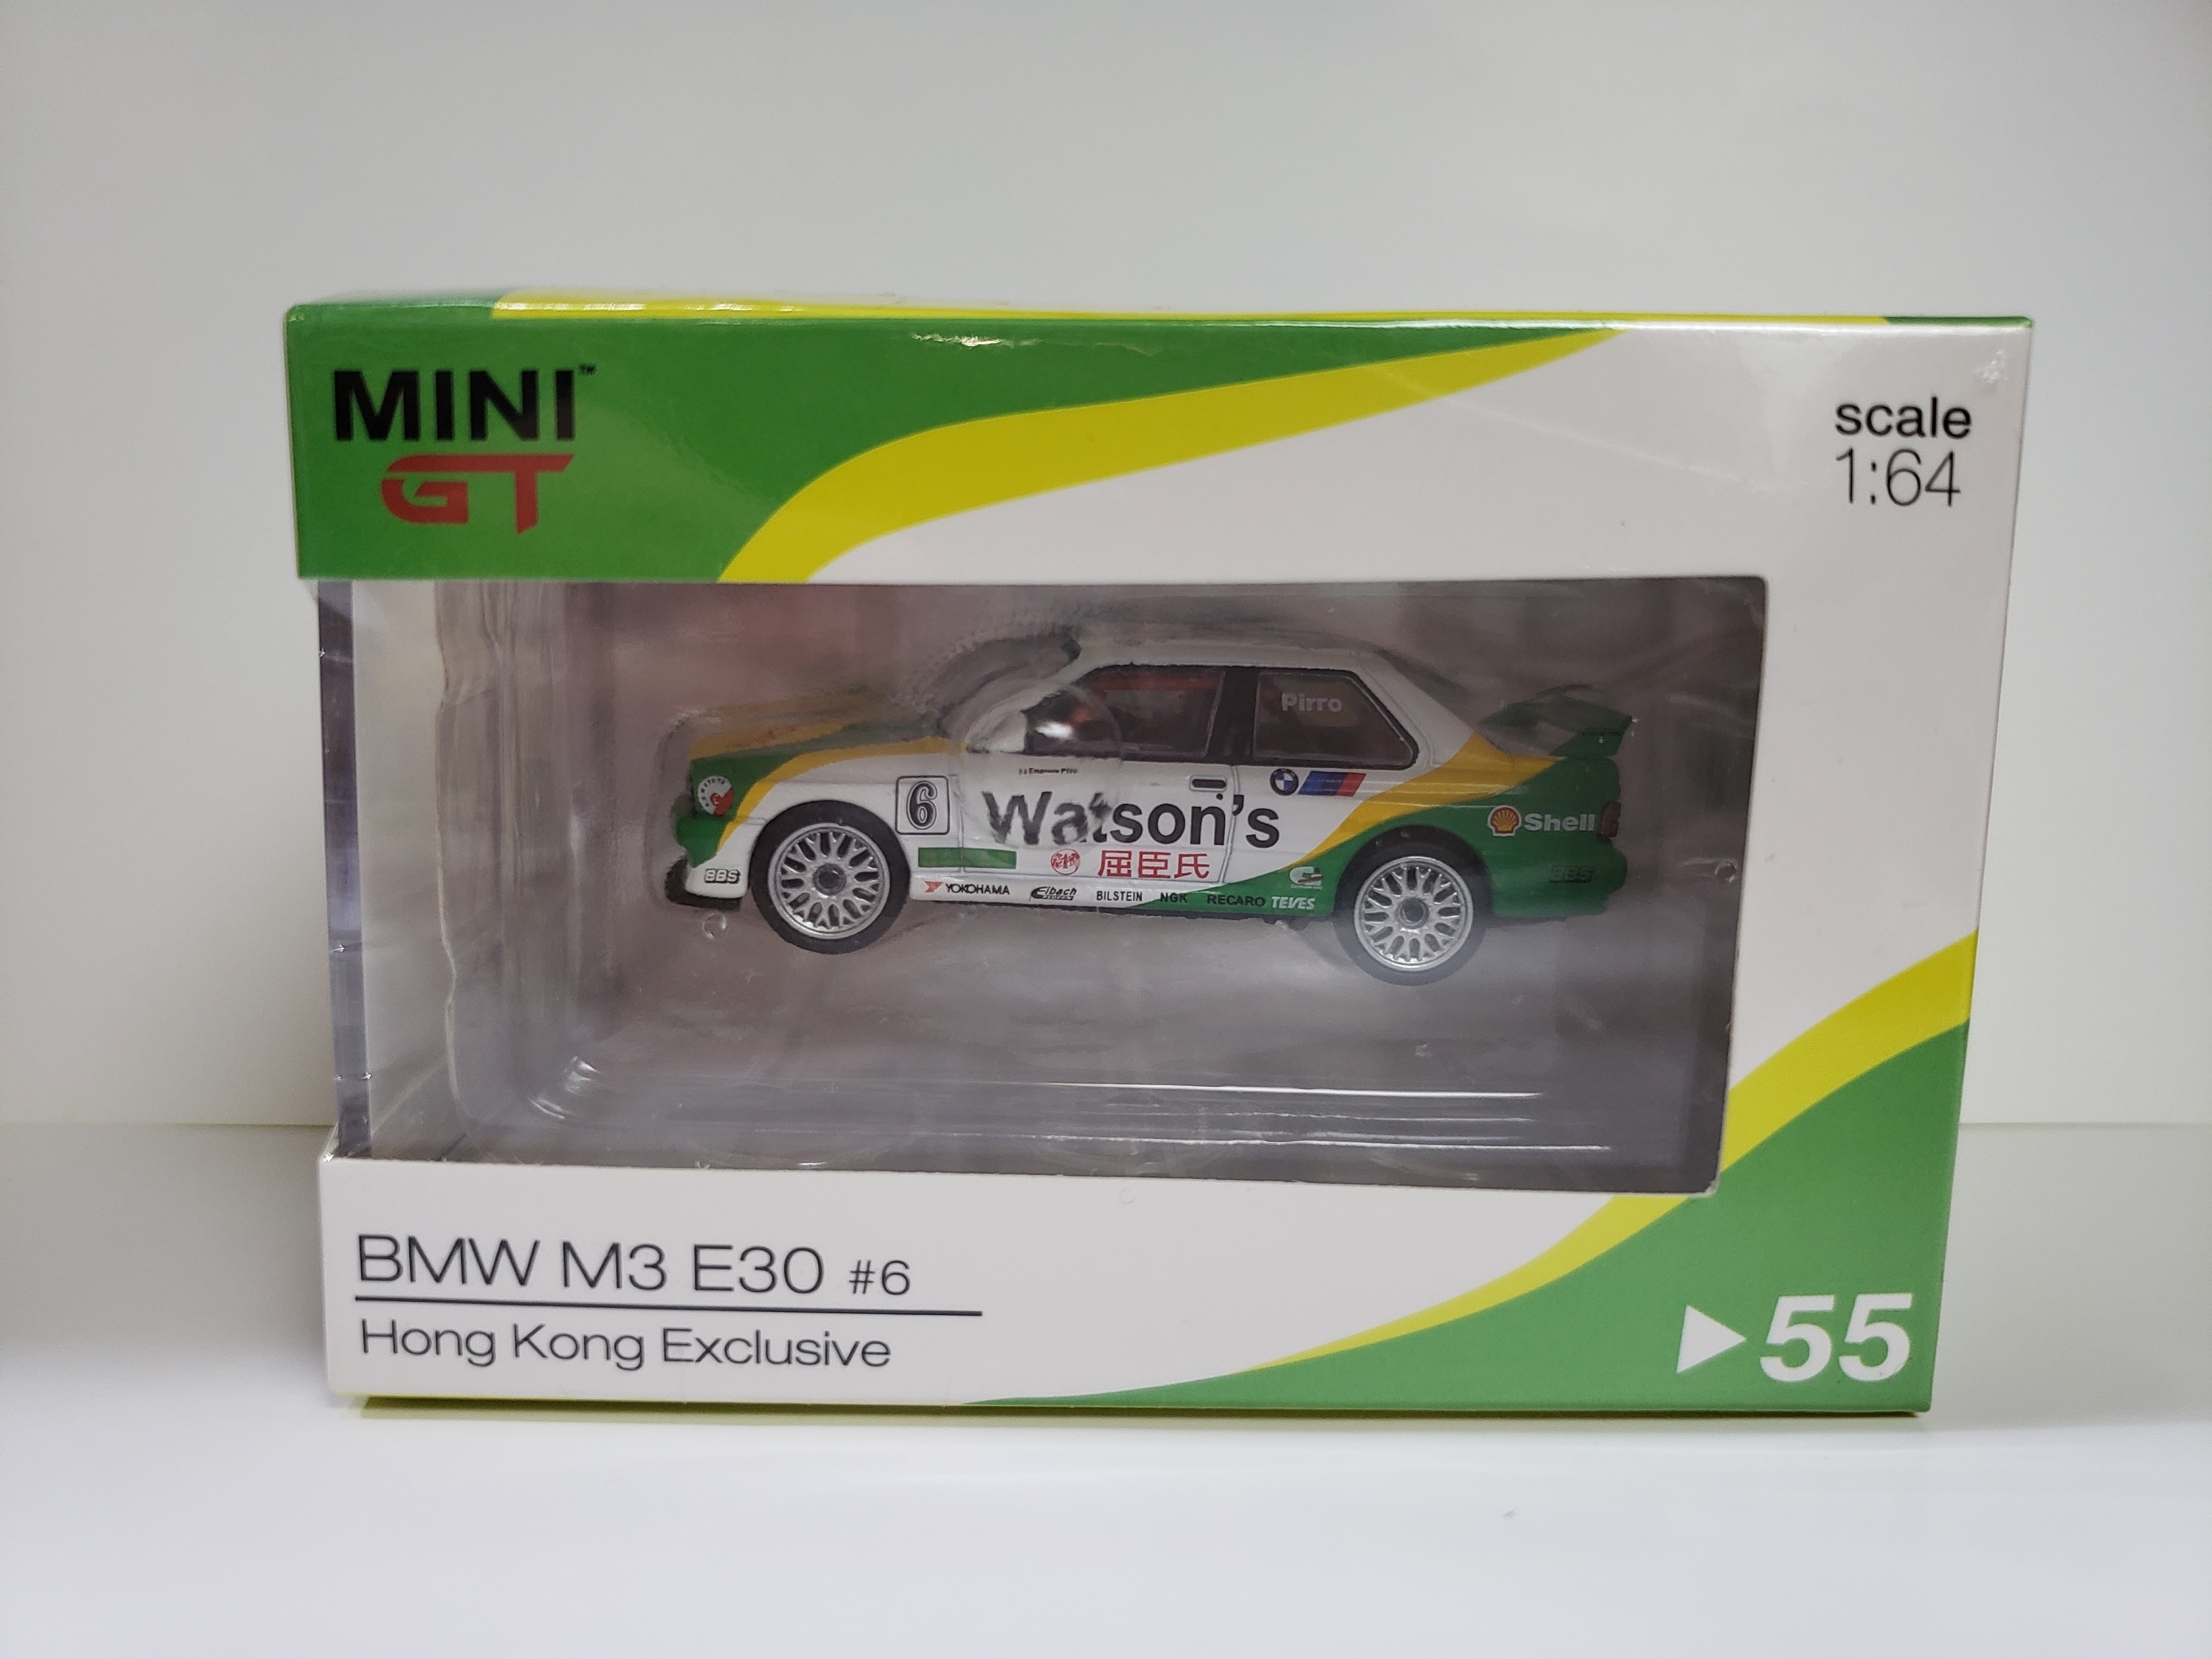 MINI™
GT
scale
1:64
Pirro
6
Watson's
屈臣氏
Shell
BBS
BBS
YOKOHAMA
Eibach
BILSTEIN
NGK
RECARO
TEVES
BMW M3 E30 #6
Hong Kong Exclusive
55